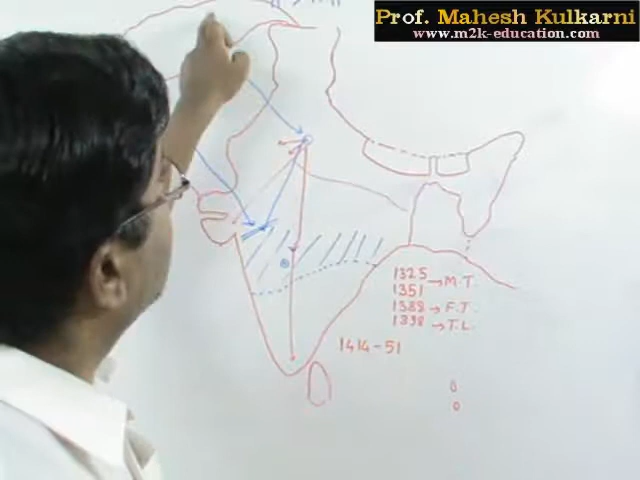 Prof. Mahesh Kulkarni
www.m2k-education.com
1325
→ M.T.
1351
1388 → F.T.
1398 → T.L.
1414-51